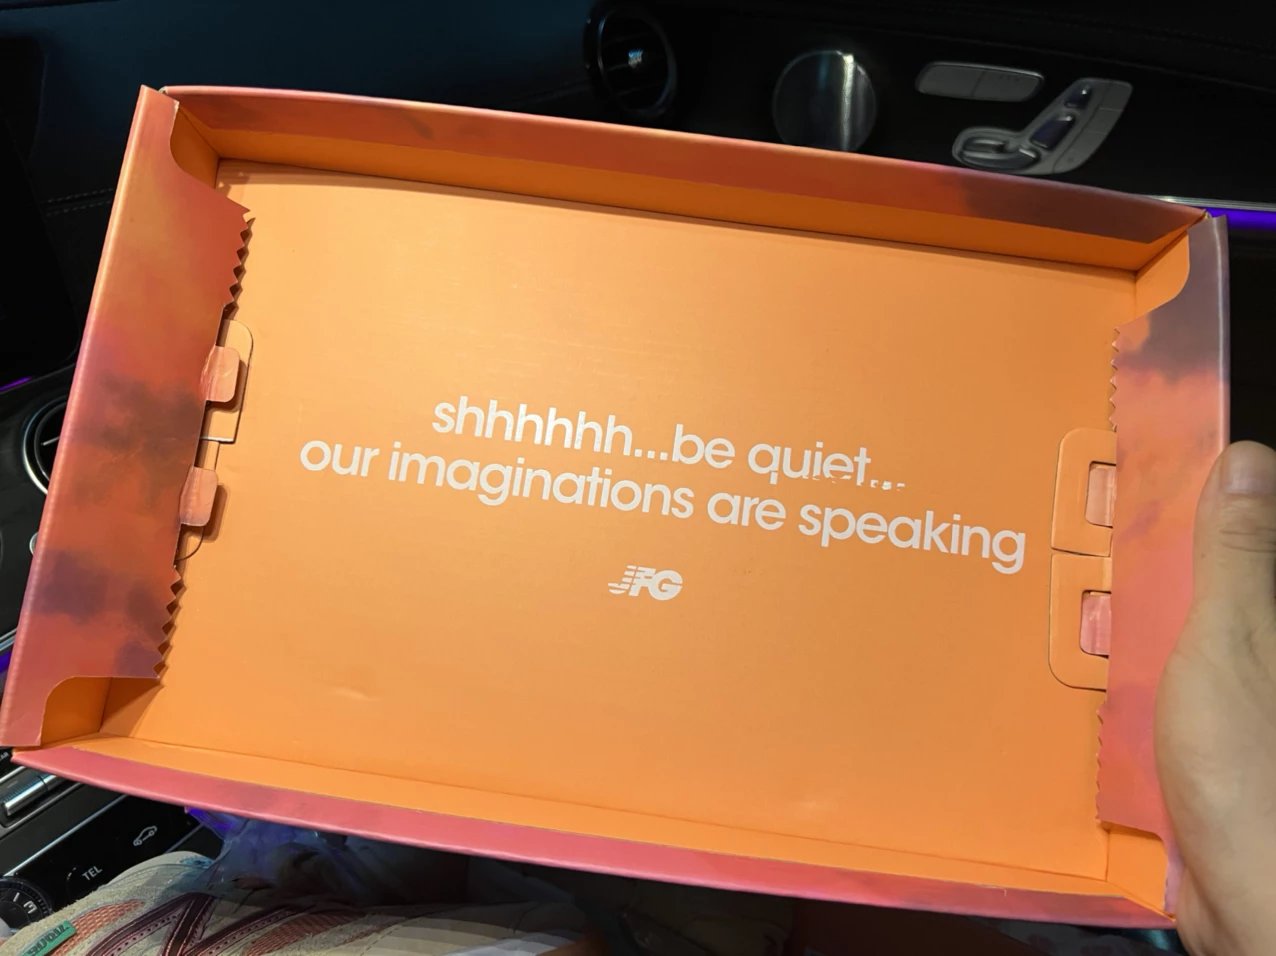 shhhhhh...be quiet...
our imaginations are speaking
JFG
TEL